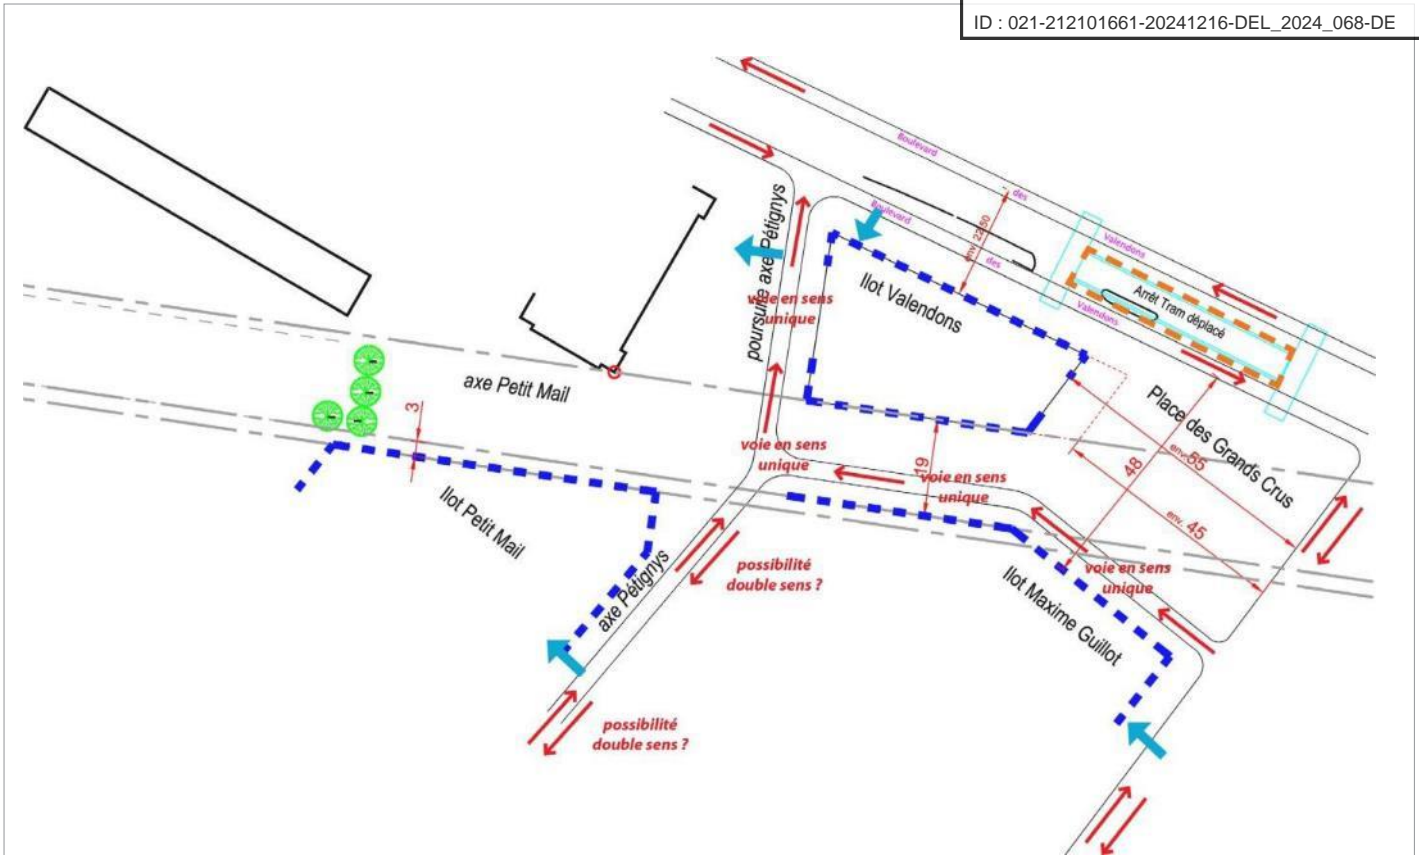 ID : 021-212101661-20241216-DEL_2024_068-DE
Boulevard
des
Valendons
Boulevard
des
Valendons
env. 22.50
Arrêt Tram déplacé
poursuite axe Pétignys
voie en sens
unique
Ilot Valendons
axe Petit Mail
3
Place des Grands Crus
env. 55
48
env. 45
voie en sens
unique
19
voie en sens
unique
Ilot Petit Mail
axe Pétignys
possibilité
double sens ?
voie en sens
unique
Ilot Maxime Guillot
possibilité
double sens ?